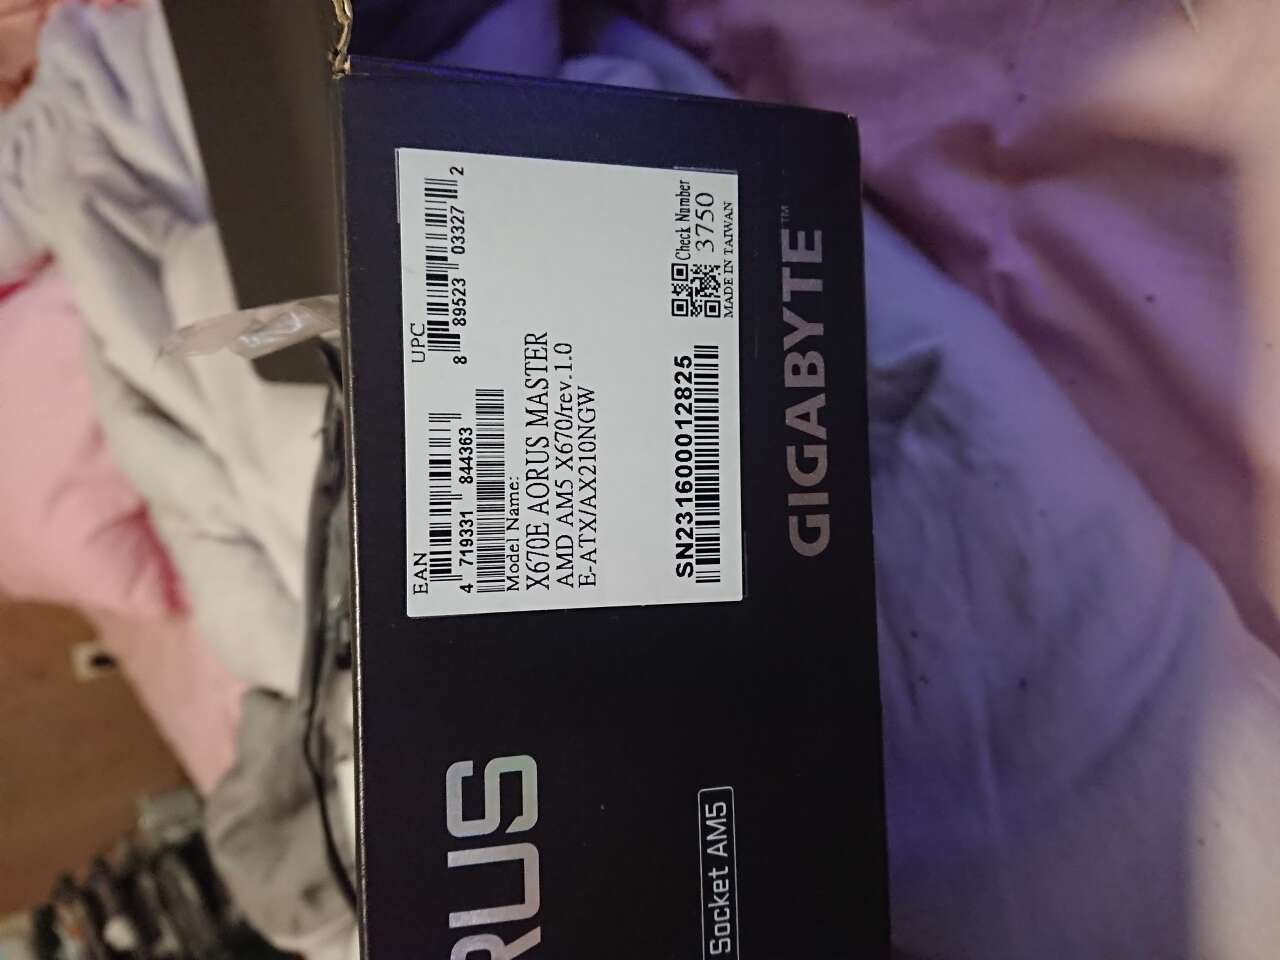 EAN
4 719331 844363
UPC
8 89523 03327 2
Model Name:
X670E AORUS MASTER
AMD AM5 X670/rev.1.0
E-ATX/AX210NGW
SN231600012825
Check Number
3750
MADE IN TAIWAN
GIGABYTE™
RUS
Socket AM5